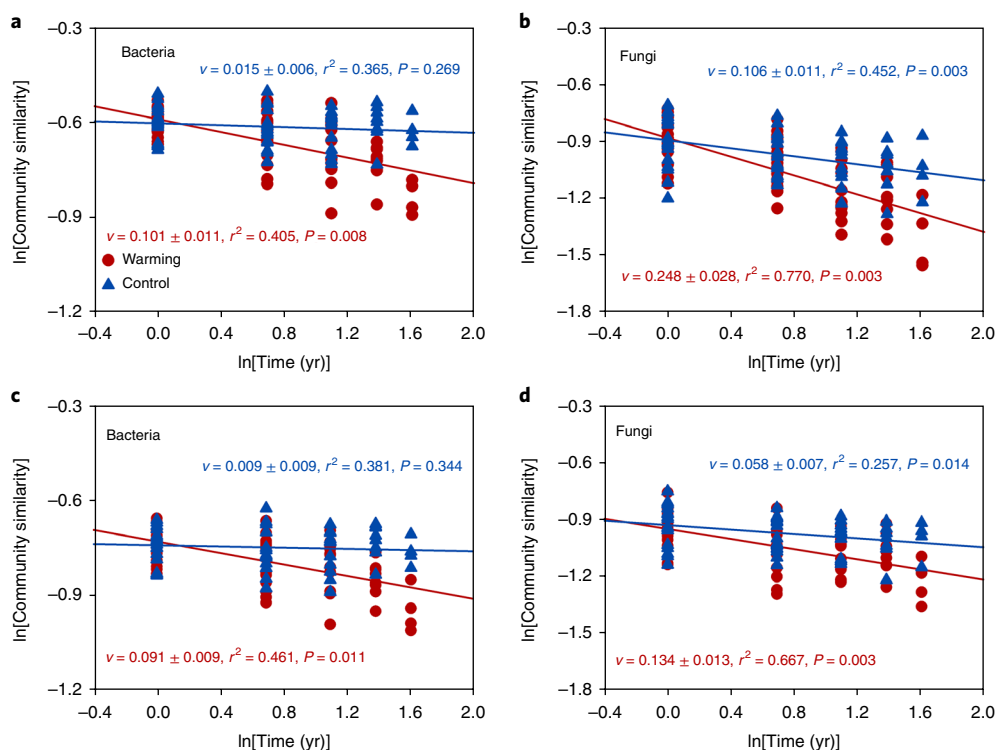 a
−0.3
−0.6
−0.9
−1.2
ln[Community similarity]
Bacteria
v = 0.015 ± 0.006, r² = 0.365, P = 0.269
v = 0.101 ± 0.011, r² = 0.405, P = 0.008
Warming
Control
−0.4 0.0 0.4 0.8 1.2 1.6 2.0
ln[Time (yr)]
b
−0.3
−0.6
−0.9
−1.2
−1.5
−1.8
ln[Community similarity]
Fungi
v = 0.106 ± 0.011, r² = 0.452, P = 0.003
v = 0.248 ± 0.028, r² = 0.770, P = 0.003
−0.4 0.0 0.4 0.8 1.2 1.6 2.0
ln[Time (yr)]
c
−0.3
−0.6
−0.9
−1.2
ln[Community similarity]
Bacteria
v = 0.009 ± 0.009, r² = 0.381, P = 0.344
v = 0.091 ± 0.009, r² = 0.461, P = 0.011
−0.4 0.0 0.4 0.8 1.2 1.6 2.0
ln[Time (yr)]
d
−0.3
−0.6
−0.9
−1.2
−1.5
−1.8
ln[Community similarity]
Fungi
v = 0.058 ± 0.007, r² = 0.257, P = 0.014
v = 0.134 ± 0.013, r² = 0.667, P = 0.003
−0.4 0.0 0.4 0.8 1.2 1.6 2.0
ln[Time (yr)]